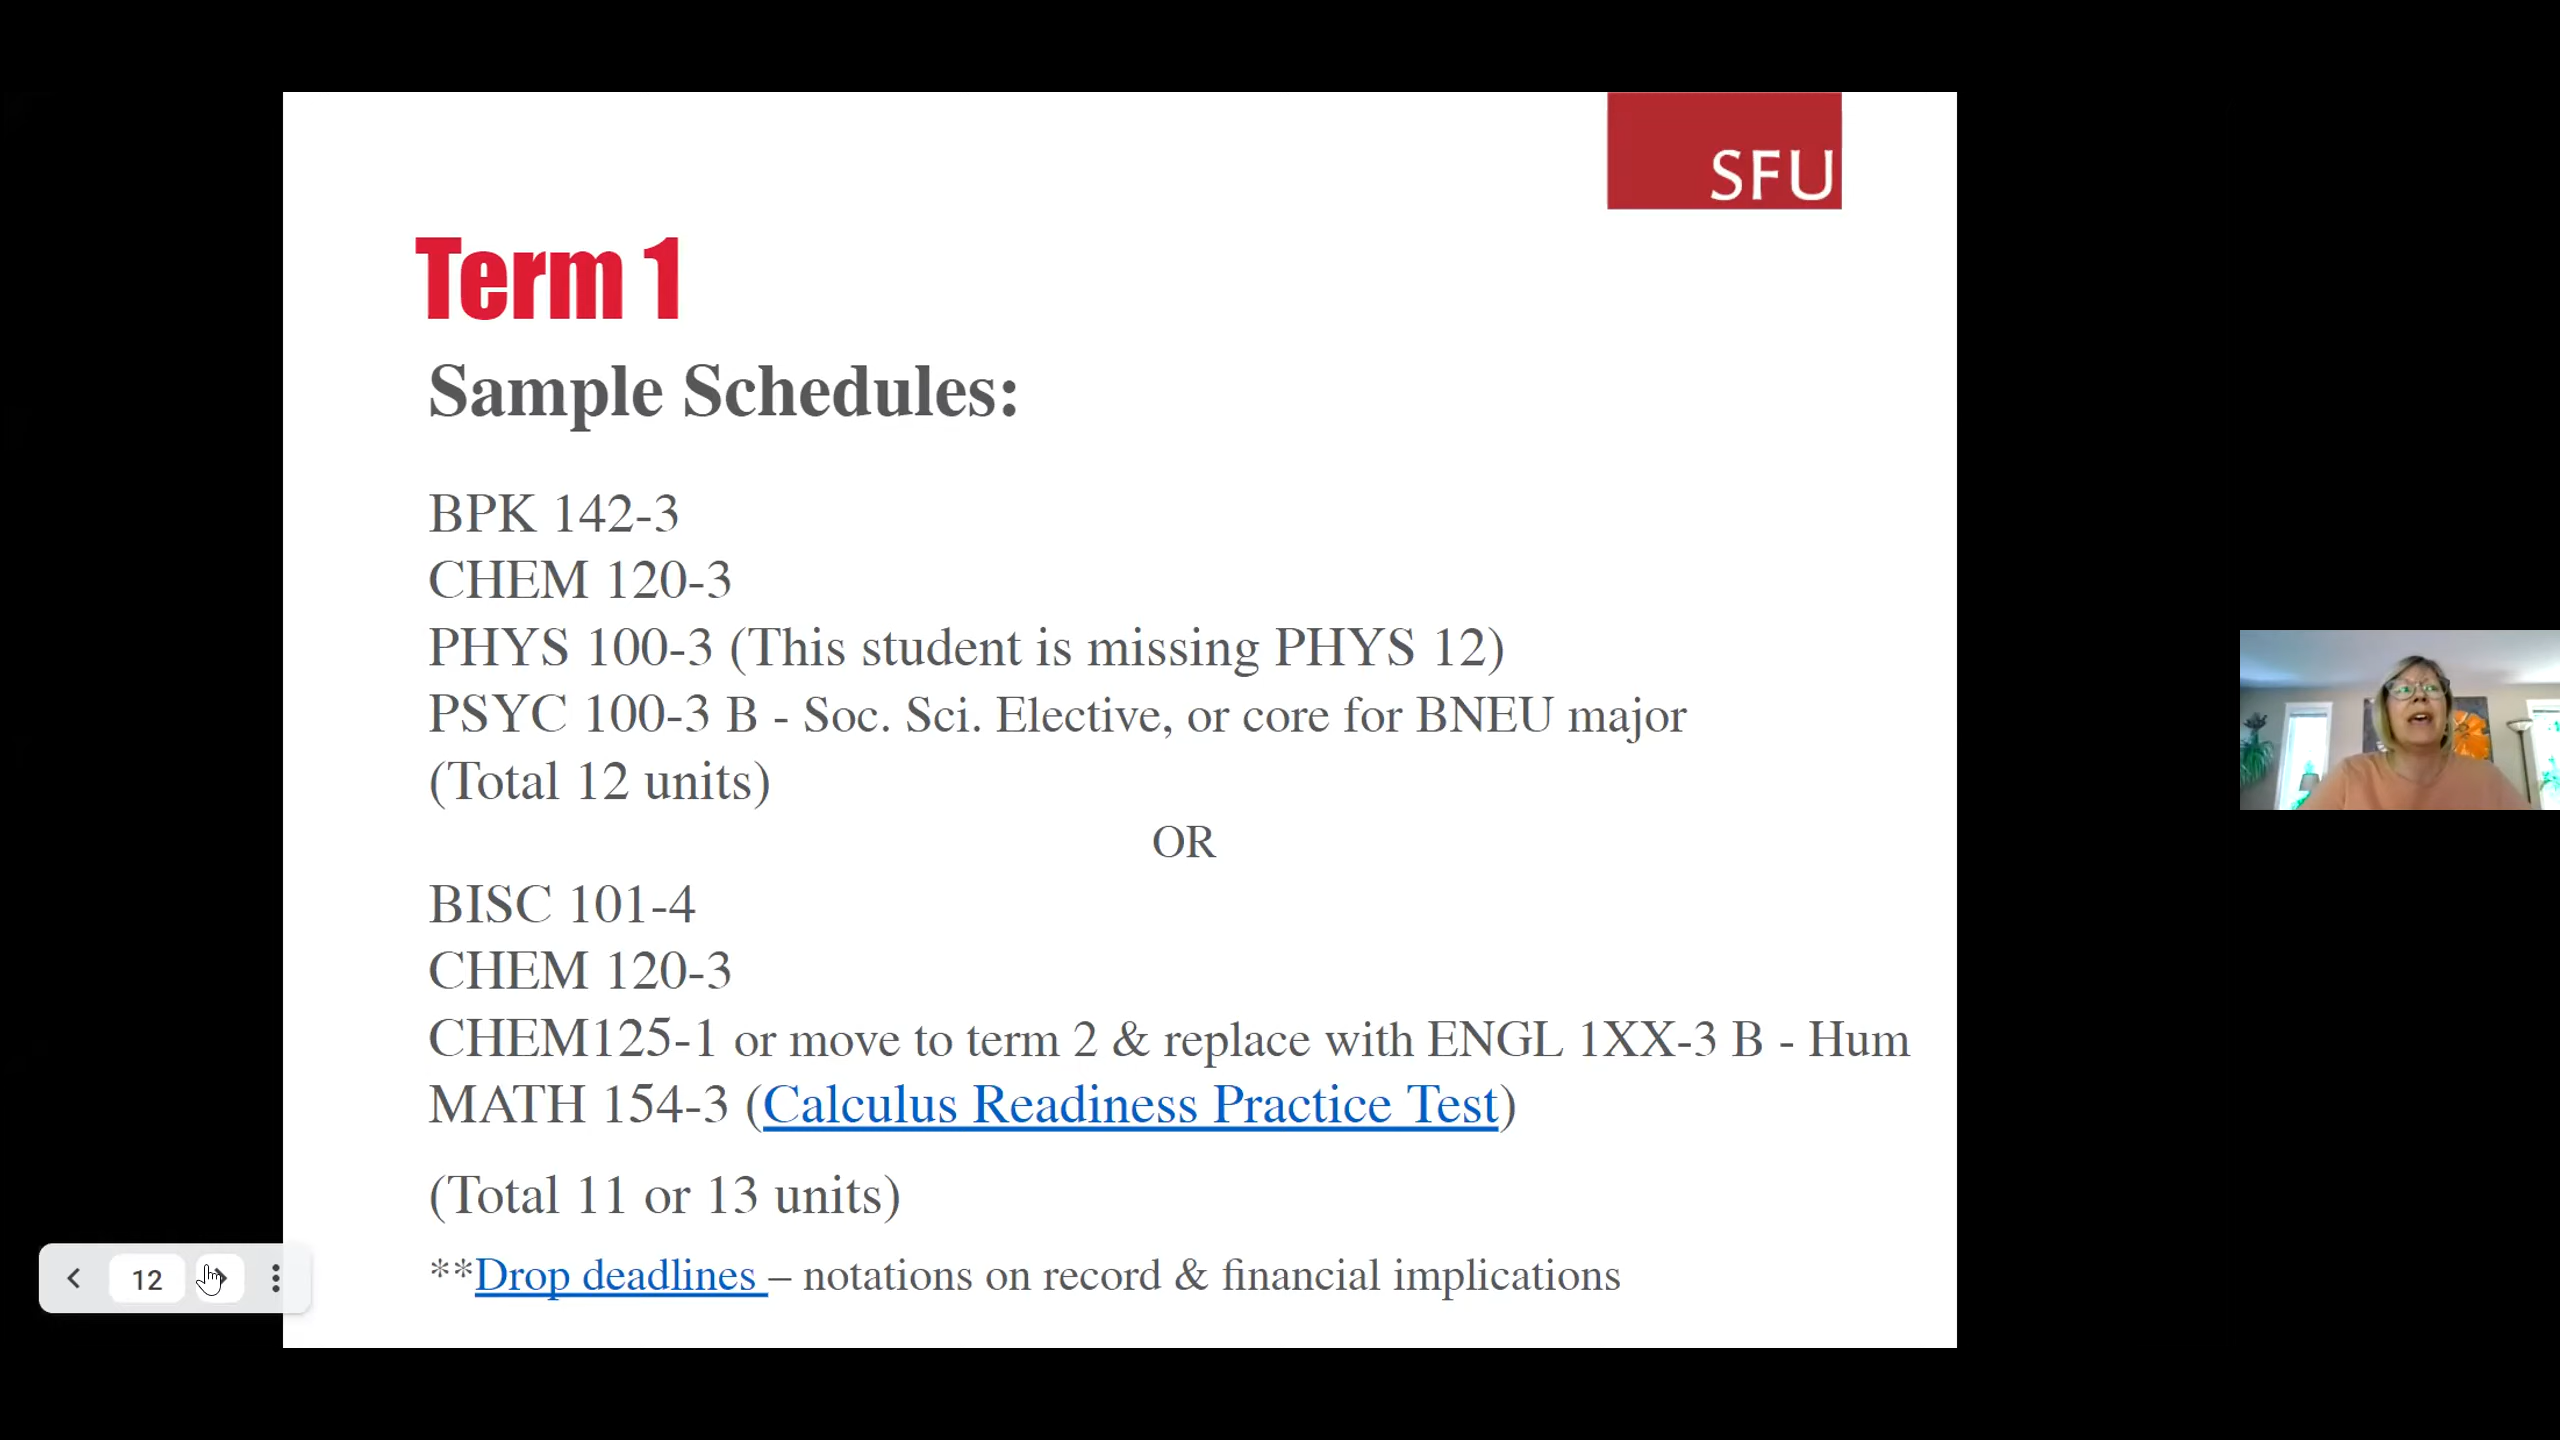 SFU
Term 1
Sample Schedules:
BPK 142-3
CHEM 120-3
PHYS 100-3 (This student is missing PHYS 12)
PSYC 100-3 B - Soc. Sci. Elective, or core for BNEU major
(Total 12 units)
OR
BISC 101-4
CHEM 120-3
CHEM125-1 or move to term 2 & replace with ENGL 1XX-3 B - Hum
MATH 154-3 (Calculus Readiness Practice Test)
(Total 11 or 13 units)
**Drop deadlines – notations on record & financial implications
12